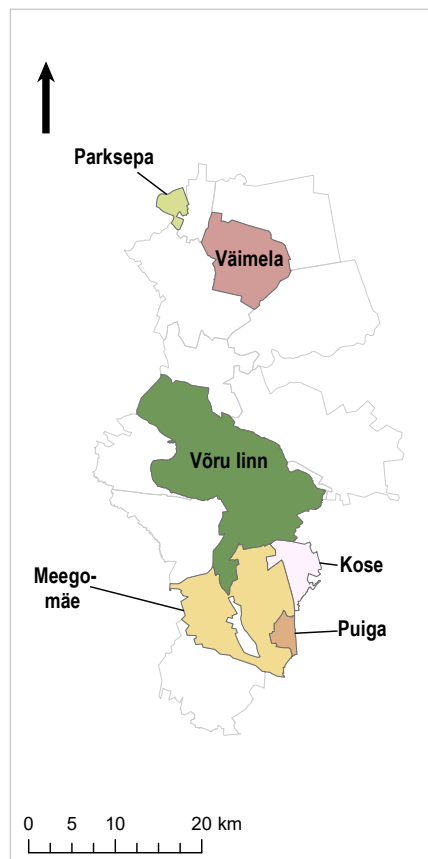 Parksepa
Väimela
Võru linn
Kose
Meego-
mäe
Puiga
0 5 10 20 km